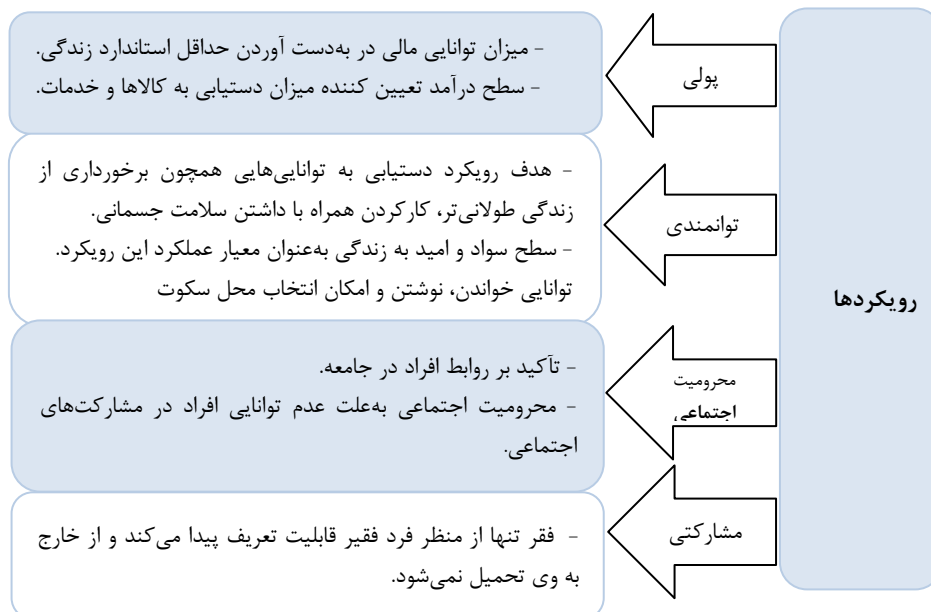 رویکردها
پولی
- میزان توانایی مالی در به‌دست آوردن حداقل استاندارد زندگی.
- سطح درآمد تعیین کننده میزان دستیابی به کالاها و خدمات.
توانمندی
- هدف رویکرد دستیابی به توانایی‌هایی همچون برخورداری از
زندگی طولانی‌تر، کارکردن همراه با داشتن سلامت جسمانی.
- سطح سواد و امید به زندگی به‌عنوان معیار عملکرد این رویکرد.
توانایی خواندن، نوشتن و امکان انتخاب محل سکوت
محرومیت
اجتماعی
- تآکید بر روابط افراد در جامعه.
- محرومیت اجتماعی به‌علت عدم توانایی افراد در مشارکت‌های
اجتماعی.
مشارکتی
- فقر تنها از منظر فرد فقیر قابلیت تعریف پیدا می‌کند و از خارج
به وی تحمیل نمی‌شود.